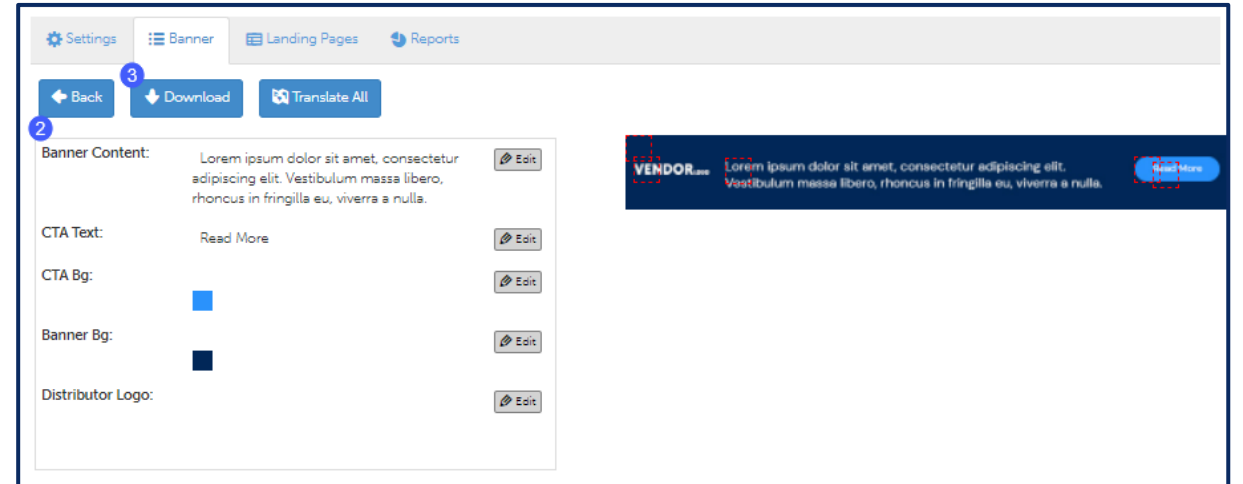 Settings
Banner
Landing Pages
Reports
3
Back
Download
Translate All
2
Banner Content:
Lorem ipsum dolor sit amet, consectetur
adipiscing elit. Vestibulum massa libero,
rhoncus in fringilla eu, viverra a nulla.
Edit
CTA Text:
Read More
Edit
CTA Bg:
Edit
Banner Bg:
Edit
Distributor Logo:
Edit
VENDOR
Lorem ipsum dolor sit amet, consectetur adipiscing elit.
Vestibulum massa libero, rhoncus in fringilla eu, viverra a nulla.
Read More